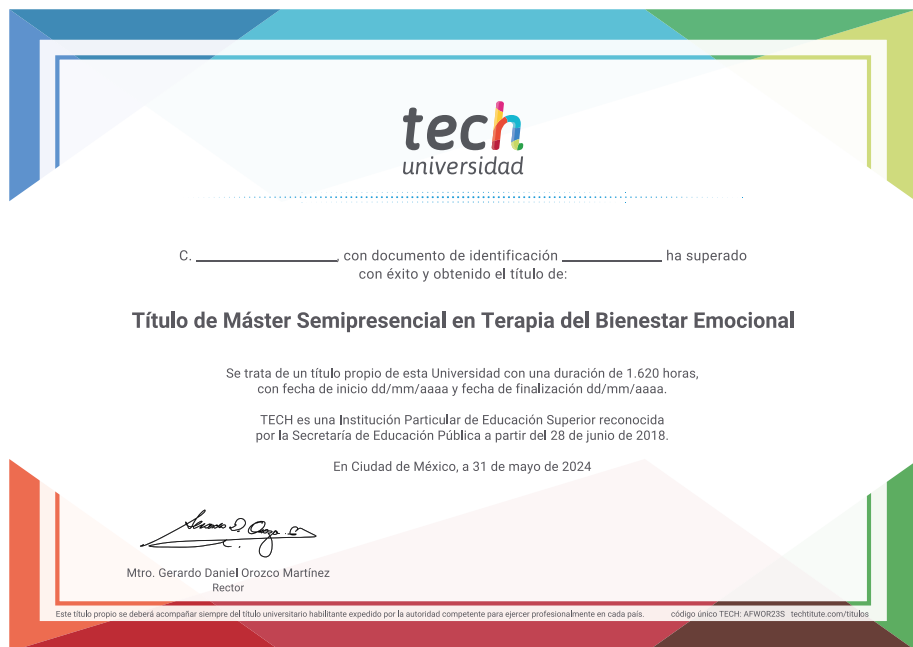 tech
universidad
C. ____________, con documento de identificación ____________ ha superado
con éxito y obtenido el título de:
Título de Máster Semipresencial en Terapia del Bienestar Emocional
Se trata de un título propio de esta Universidad con una duración de 1.620 horas,
con fecha de inicio dd/mm/aaaa y fecha de finalización dd/mm/aaaa.
TECH es una Institución Particular de Educación Superior reconocida
por la Secretaría de Educación Pública a partir del 28 de junio de 2018.
En Ciudad de México, a 31 de mayo de 2024
Mtro. Gerardo Daniel Orozco Martínez
Rector
Este título propio se deberá acompañar siempre del título universitario habilitante expedido por la autoridad competente para ejercer profesionalmente en cada país. código único TECH: AFWOR23S techtitute.com/titulos